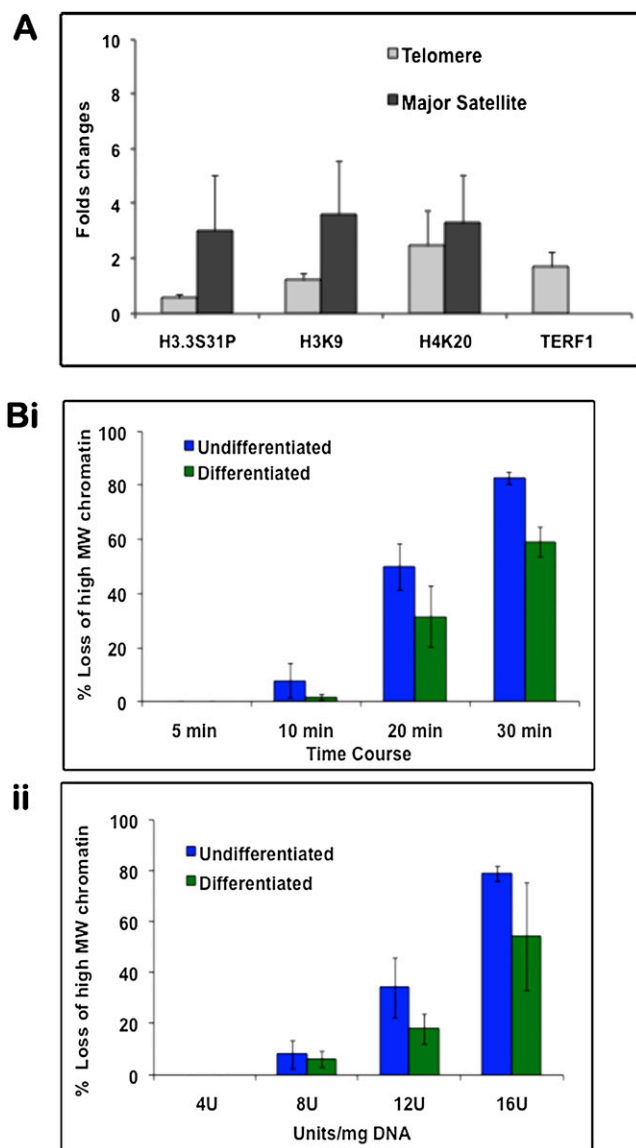 A
Folds changes
10
8
6
4
2
0
Telomere
Major Satellite
H3.3S31P H3K9 H4K20 TERF1
Bi
% Loss of high MW chromatin
100
80
60
40
20
0
Undifferentiated
Differentiated
5 min 10 min 20 min 30 min
Time Course
ii
% Loss of high MW chromatin
100
80
60
40
20
0
Undifferentiated
Differentiated
4U 8U 12U 16U
Units/mg DNA